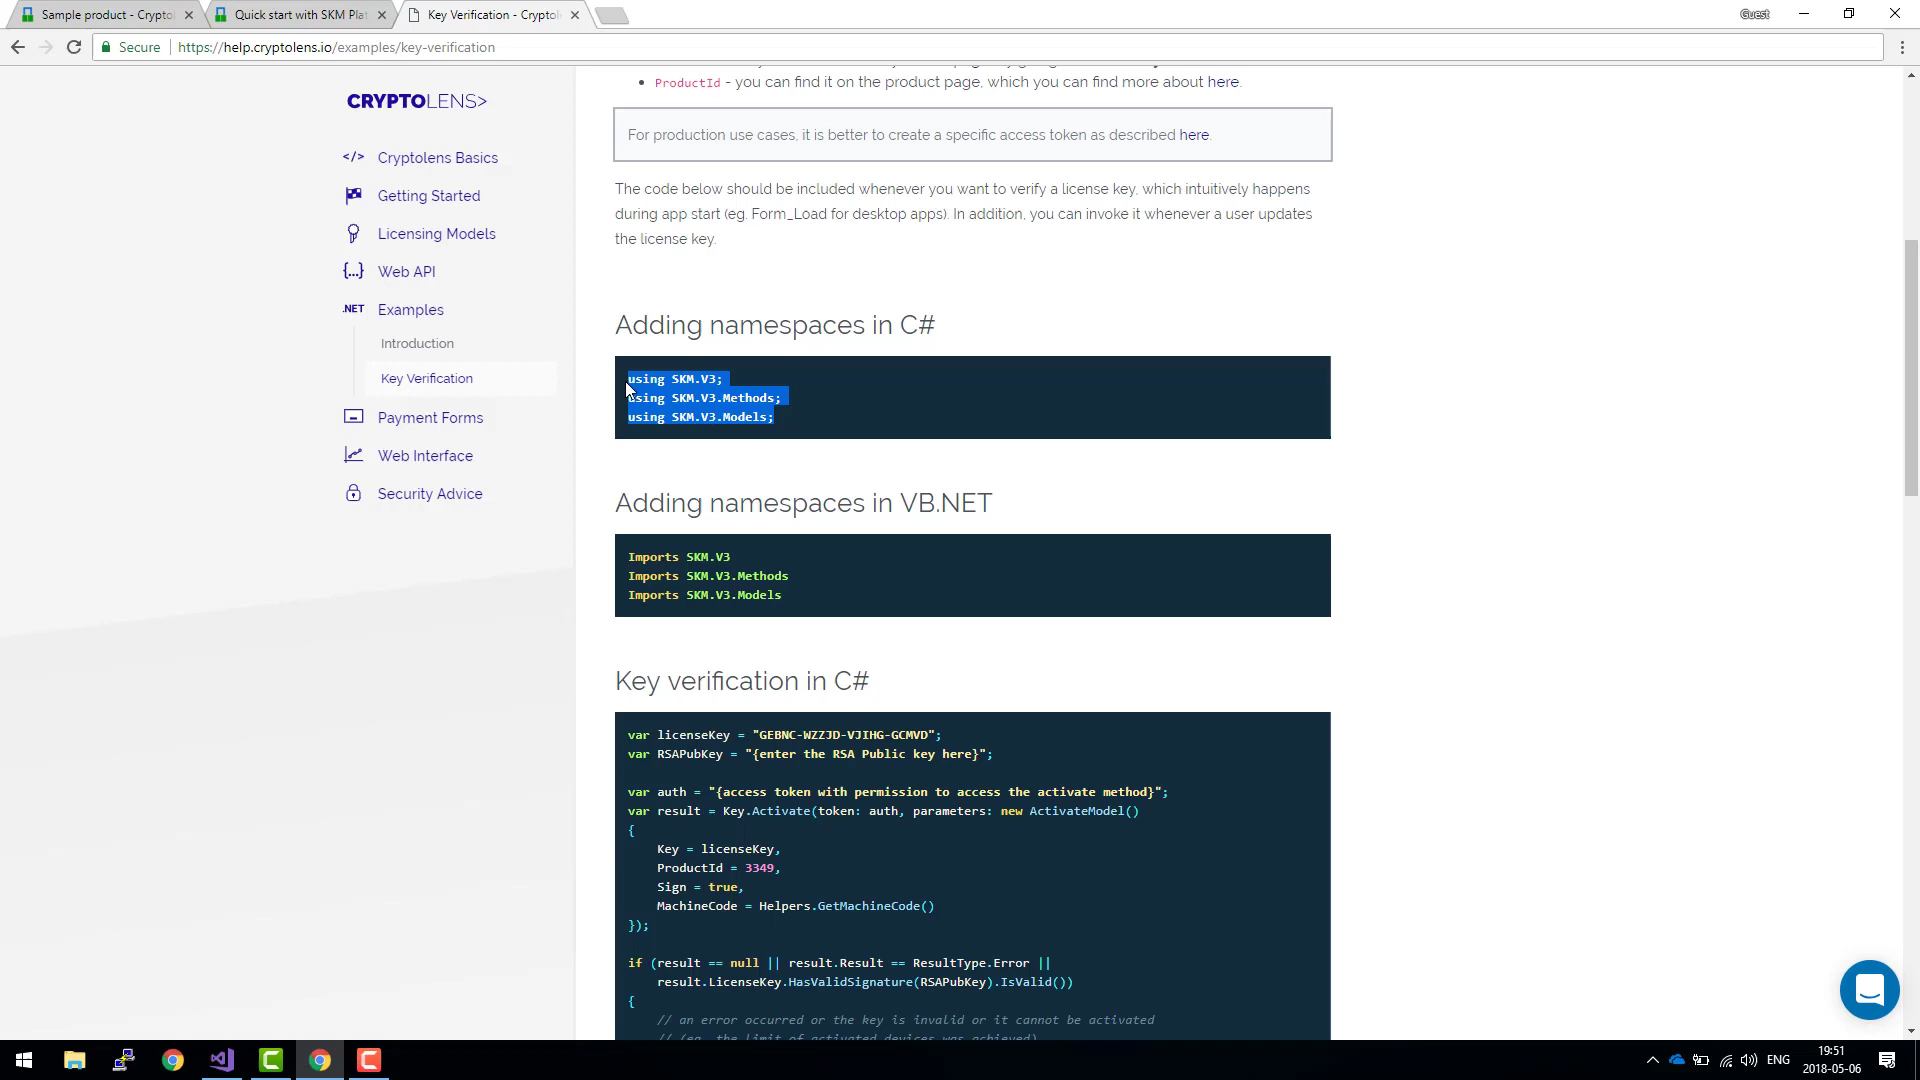 Sample product - Cryptol
Quick start with SKM Plat
Key Verification - Cryptol
Guest
Secure
https://help.cryptolens.io/examples/key-verification
CRYPTOLENS>
</> Cryptolens Basics
Getting Started
Licensing Models
{...} Web API
.NET Examples
Introduction
Key Verification
Payment Forms
Web Interface
Security Advice
ProductId - you can find it on the product page, which you can find more about here.
For production use cases, it is better to create a specific access token as described here.
The code below should be included whenever you want to verify a license key, which intuitively happens
during app start (eg. Form_Load for desktop apps). In addition, you can invoke it whenever a user updates
the license key.
Adding namespaces in C#
using SKM.V3;
using SKM.V3.Methods;
using SKM.V3.Models;
Adding namespaces in VB.NET
Imports SKM.V3
Imports SKM.V3.Methods
Imports SKM.V3.Models
Key verification in C#
var licenseKey = "GEBNC-WZZJD-VJIHG-GCMVD";
var RSAPubKey = "{enter the RSA Public key here}";
var auth = "{access token with permission to access the activate method}";
var result = Key.Activate(token: auth, parameters: new ActivateModel()
{
Key = licenseKey,
ProductId = 3349,
Sign = true,
MachineCode = Helpers.GetMachineCode()
});
if (result == null || result.Result == ResultType.Error ||
result.LicenseKey.HasValidSignature(RSAPubKey).IsValid())
{
// an error occurred or the key is invalid or it cannot be activated
// (eg. the limit of activated devices was achieved)
ENG
19:51
2018-05-06